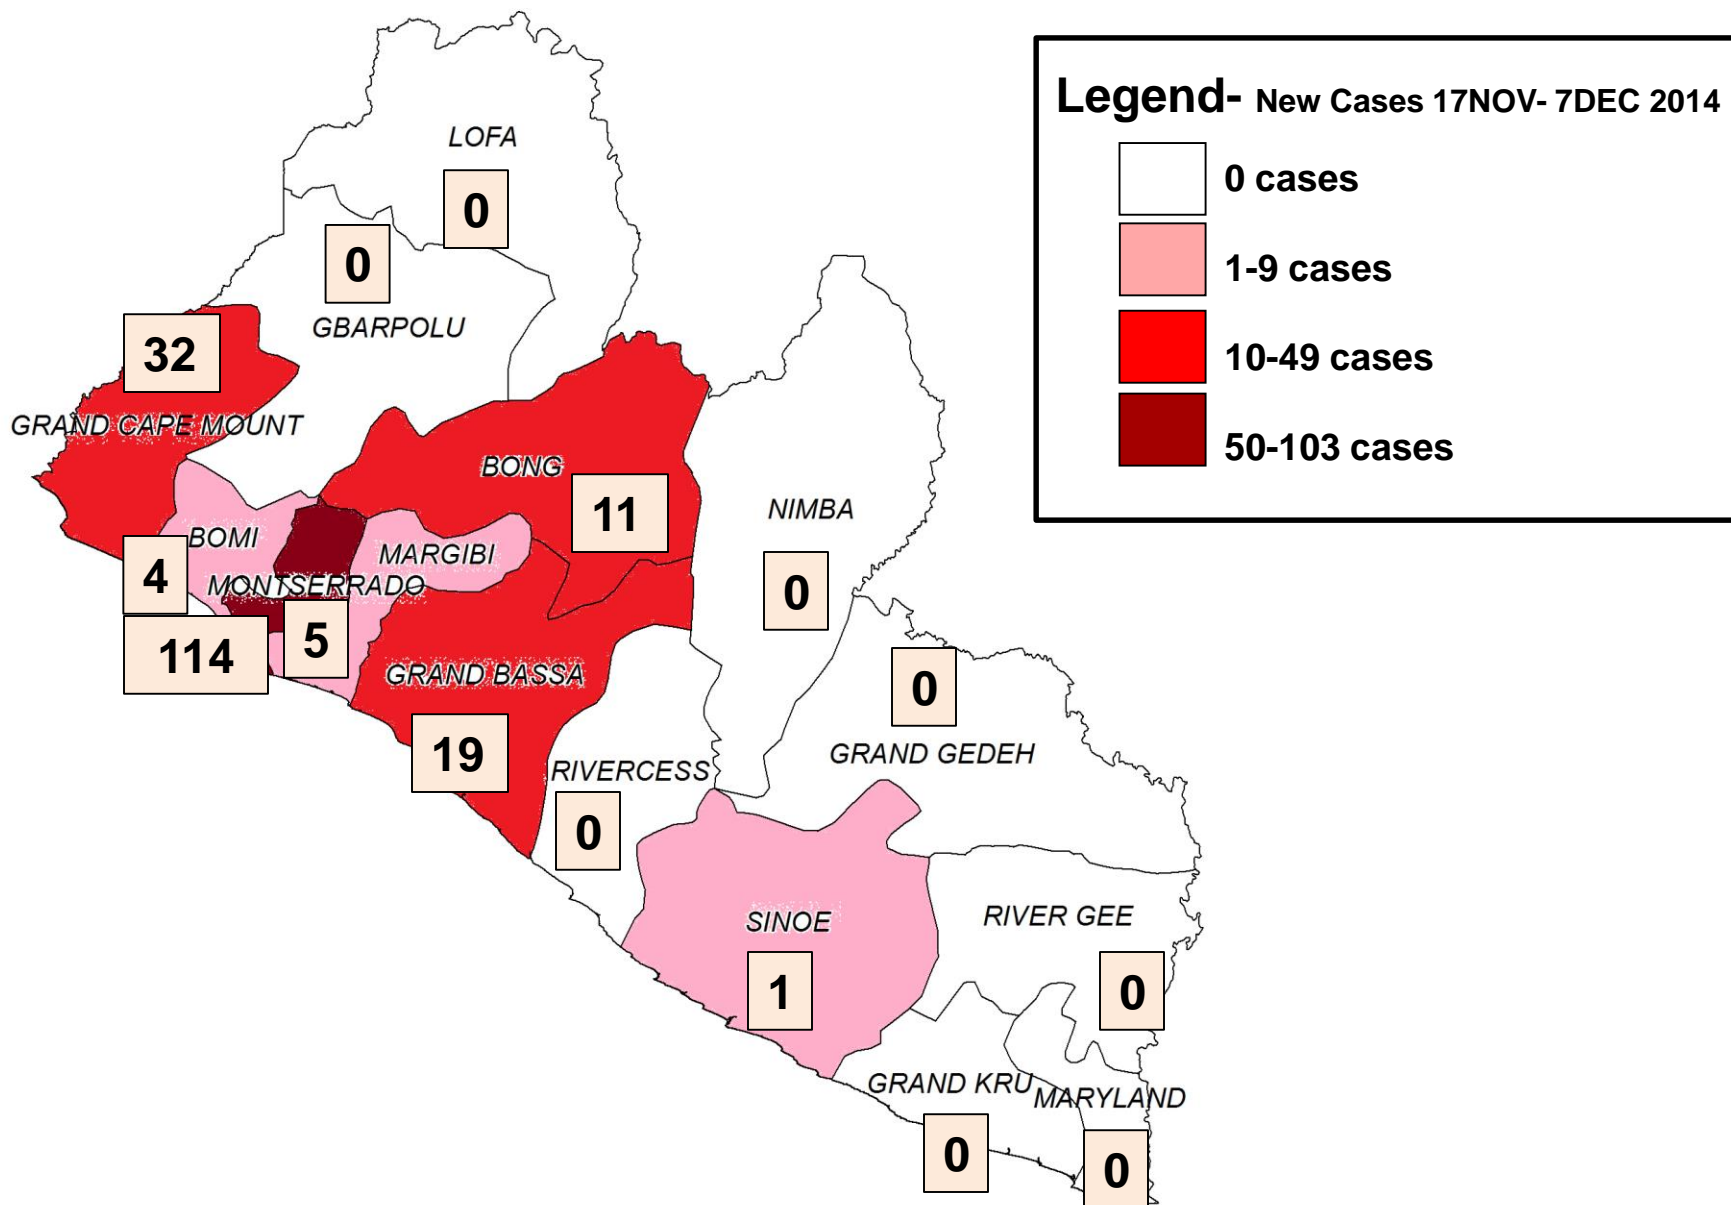 Legend- New Cases 17NOV- 7DEC 2014
0 cases
1-9 cases
10-49 cases
50-103 cases
LOFA
0
0
GBARPOLU
32
GRAND CAPE MOUNT
BONG
11
NIMBA
0
BOMI
4
MARGIBI
MONTSERRADO
114
5
GRAND BASSA
19
RIVERCESS
0
0
GRAND GEDEH
SINOE
1
RIVER GEE
0
GRAND KRU
0
MARYLAND
0